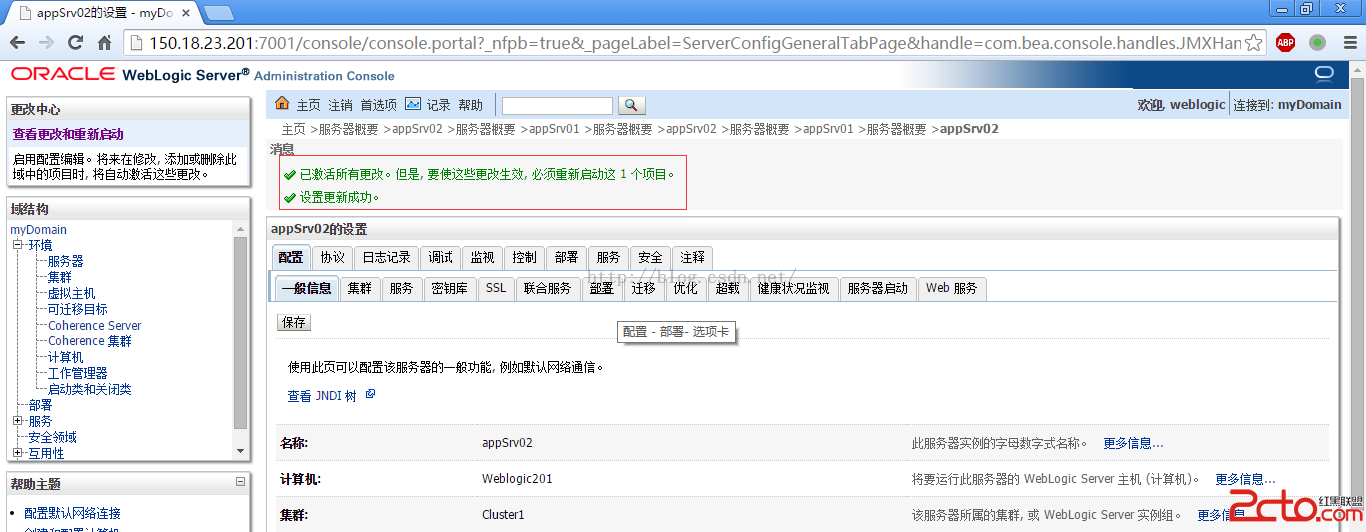 appSrv02的设置 - myDo
150.18.23.201:7001/console/console.portal?_nfpb=true&_pageLabel=ServerConfigGeneralTabPage&handle=com.bea.console.handles.JMXHan
ABP
ORACLE WebLogic Server® Administration Console
更改中心
查看更改和重新启动
启用配置编辑。将来在修改, 添加或删除此
域中的项目时, 将自动激活这些更改。
域结构
myDomain
环境
服务器
集群
虚拟主机
可迁移目标
Coherence Server
Coherence 集群
计算机
工作管理器
启动类和关闭类
部署
服务
安全领域
互用性
帮助主题
配置默认网络连接
主页 注销 首选项 记录 帮助
欢迎, weblogic 连接到: myDomain
主页 >服务器概要 >appSrv02 >服务器概要 >appSrv01 >服务器概要 >appSrv02 >服务器概要 >appSrv01 >服务器概要 >appSrv02
消息
已激活所有更改。但是, 要使这些更改生效, 必须重新启动这 1 个项目。
设置更新成功。
appSrv02的设置
配置 协议 日志记录 调试 监视 控制 部署 服务 安全 注释
http://blog.csdn.net/
一般信息 集群 服务 密钥库 SSL 联合服务 部署 迁移 优化 超载 健康状况监视 服务器启动 Web 服务
保存
配置 - 部署- 选项卡
使用此页可以配置该服务器的一般功能, 例如默认网络通信。
查看 JNDI 树
名称: appSrv02 此服务器实例的字母数字式名称。 更多信息...
计算机: Weblogic201 将要运行此服务器的 WebLogic Server 主机 (计算机)。 更多信息...
集群: Cluster1 该服务器所属的集群, 或 WebLogic Server 实例组。 更多信息
2cto.com 红黑联盟